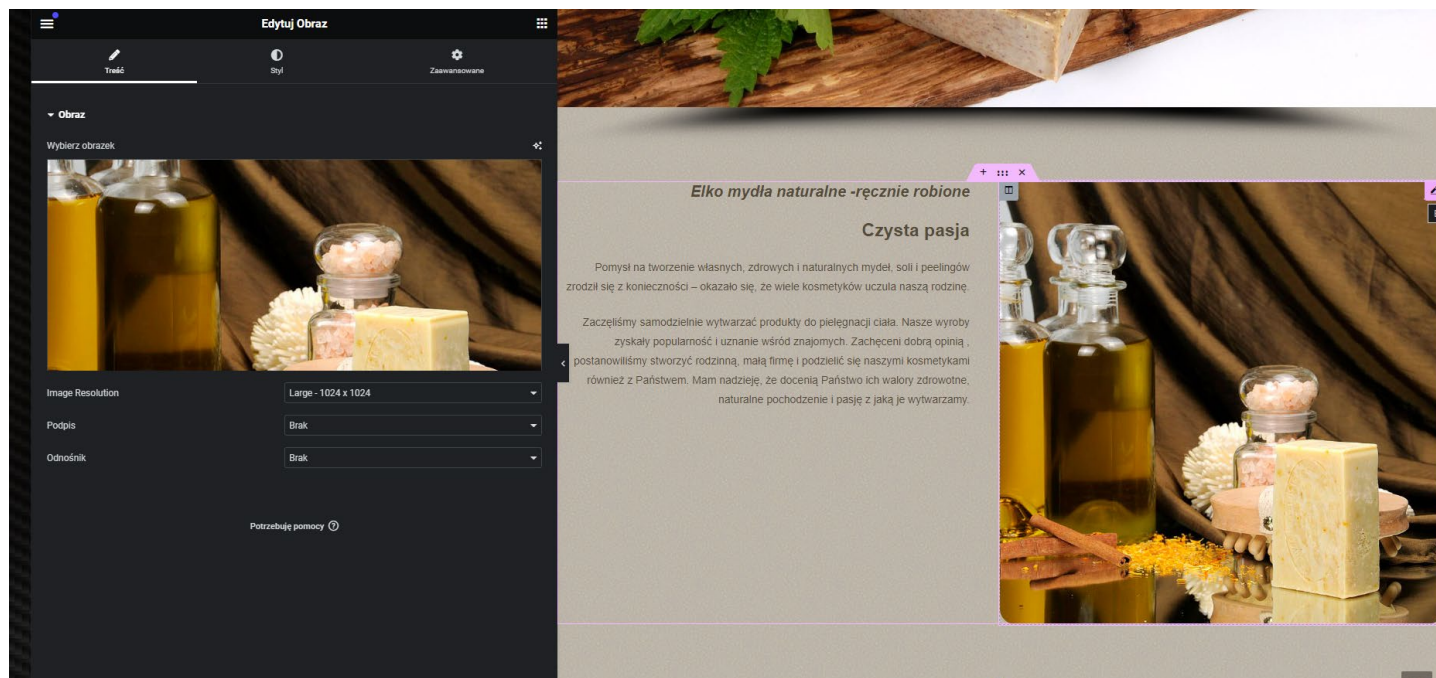 Edytuj Obraz
Treść
Styl
Zaawansowane
Obraz
Wybierz obrazek
Image Resolution
Large - 1024 x 1024
Podpis
Brak
Odnośnik
Brak
Potrzebuję pomocy
Elko mydła naturalne -ręcznie robione
Czysta pasja
Pomysł na tworzenie własnych, zdrowych i naturalnych mydeł, soli i peelingów
zrodził się z konieczności – okazało się, że wiele kosmetyków uczula naszą rodzinę.
Zaczęliśmy samodzielnie wytwarzać produkty do pielęgnacji ciała. Nasze wyroby
zyskały popularność i uznanie wśród znajomych. Zachęceni dobrą opinią ,
postanowiliśmy stworzyć rodzinną, małą firmę i podzielić się naszymi kosmetykami
również z Państwem. Mam nadzieję, że docenią Państwo ich walory zdrowotne,
naturalne pochodzenie i pasję z jaką je wytwarzamy.